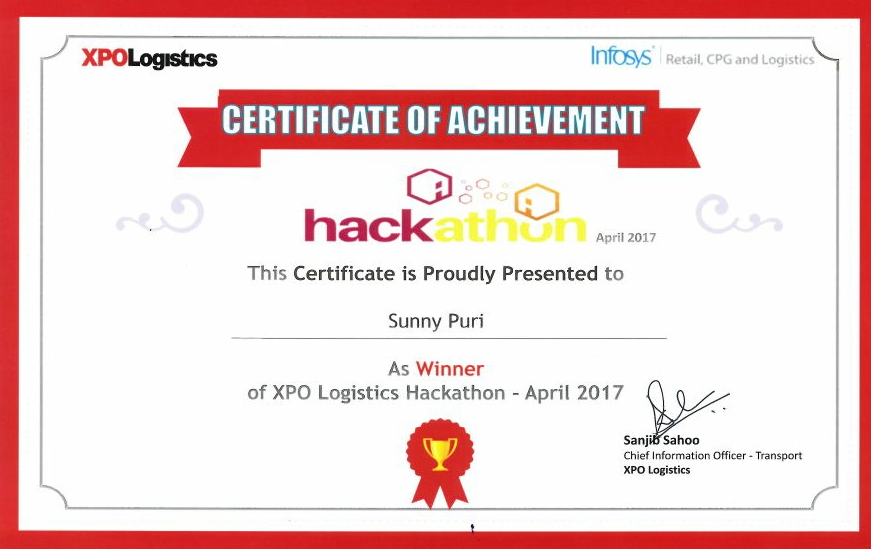 XPOLogistics
Infosys® | Retail, CPG and Logistics
CERTIFICATE OF ACHIEVEMENT
hackathon April 2017
This Certificate is Proudly Presented to
Sunny Puri
As Winner
of XPO Logistics Hackathon - April 2017
Sanjib Sahoo
Chief Information Officer - Transport
XPO Logistics